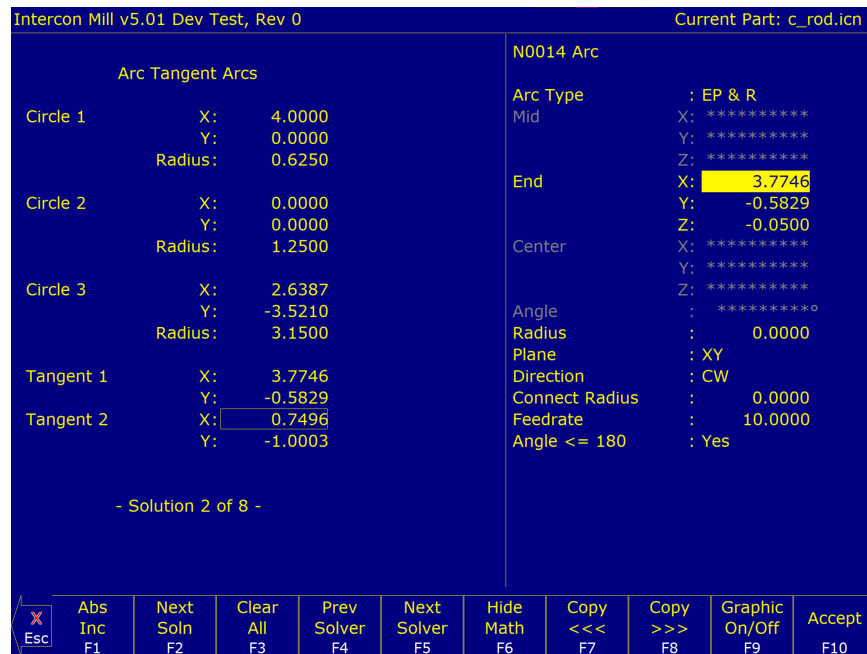 Intercon Mill v5.01 Dev Test, Rev 0
Current Part: c_rod.icn
Arc Tangent Arcs
Circle 1 X: 4.0000
Y: 0.0000
Radius: 0.6250
Circle 2 X: 0.0000
Y: 0.0000
Radius: 1.2500
Circle 3 X: 2.6387
Y: -3.5210
Radius: 3.1500
Tangent 1 X: 3.7746
Y: -0.5829
Tangent 2 X: 0.7496
Y: -1.0003
- Solution 2 of 8 -
N0014 Arc
Arc Type : EP & R
Mid X: **********
Y: **********
Z: **********
End X: 3.7746
Y: -0.5829
Z: -0.0500
Center X: **********
Y: **********
Z: **********
Angle : *********°
Radius : 0.0000
Plane : XY
Direction : CW
Connect Radius : 0.0000
Feedrate : 10.0000
Angle <= 180 : Yes
X
Esc
Abs
Inc
F1
Next
Soln
F2
Clear
All
F3
Prev
Solver
F4
Next
Solver
F5
Hide
Math
F6
Copy
<<<
F7
Copy
>>>
F8
Graphic
On/Off
F9
Accept
F10